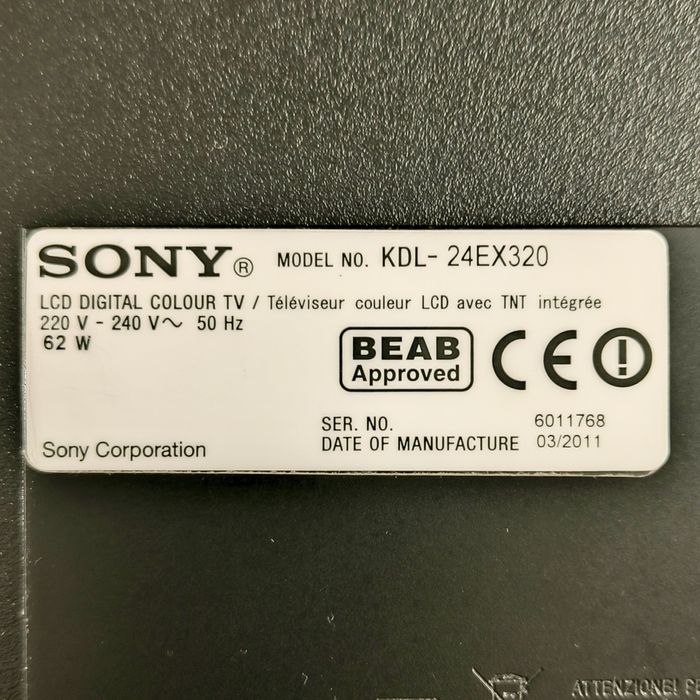 SONY® MODEL NO. KDL- 24EX320
LCD DIGITAL COLOUR TV / Téléviseur couleur LCD avec TNT intégrée
220 V - 240 V～ 50 Hz
62 W
BEAB
Approved
CE
SER. NO. 6011768
DATE OF MANUFACTURE 03/2011
Sony Corporation
ATTENZIONE!